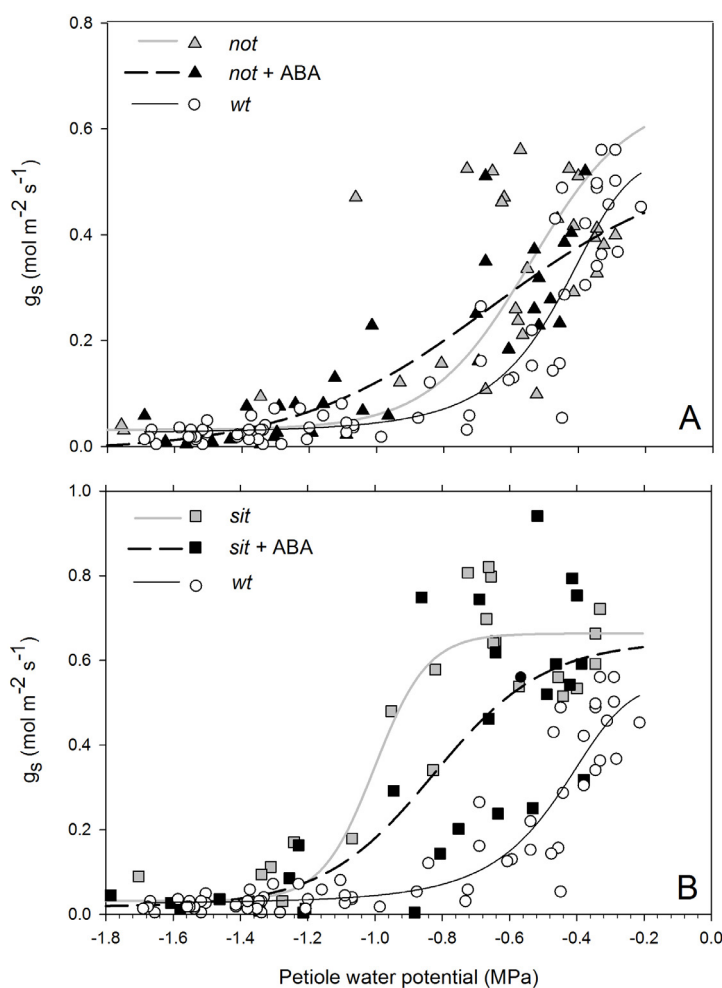 0.8
not
not + ABA
wt
0.6
0.4
0.2
0.0
gs (mol m⁻² s⁻¹)
A
1.0
sit
sit + ABA
wt
0.8
0.6
0.4
0.2
0.0
gs (mol m⁻² s⁻¹)
B
-1.8 -1.6 -1.4 -1.2 -1.0 -0.8 -0.6 -0.4 -0.2 0.0
Petiole water potential (MPa)